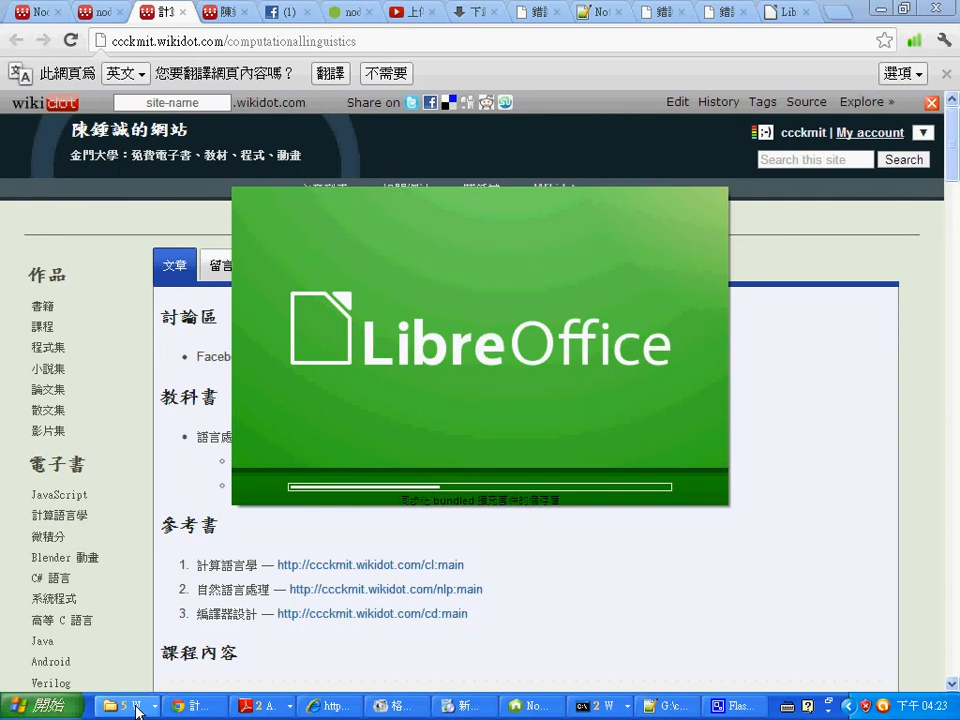 ccckmit.wikidot.com/computationallinguistics
此網頁為 英文 您要翻譯網頁內容嗎？ 翻譯 不需要 選項
wikidot site-name .wikidot.com Share on Edit History Tags Source Explore »
陳鍾誠的網站
金門大學：免費電子書、教材、程式、動畫
ccckmit | My account
Search this site Search
作品
書籍
課程
程式集
小說集
論文集
散文集
影片集
電子書
JavaScript
計算語言學
微積分
Blender 動畫
C# 語言
系統程式
高等 C 語言
Java
Android
Verilog
文章 留言
討論區
教科書
參考書
1. 計算語言學 — http://ccckmit.wikidot.com/cl:main
2. 自然語言處理 — http://ccckmit.wikidot.com/nlp:main
3. 編譯器設計 — http://ccckmit.wikidot.com/cd:main
課程內容
LibreOffice
開始
下午 04:23